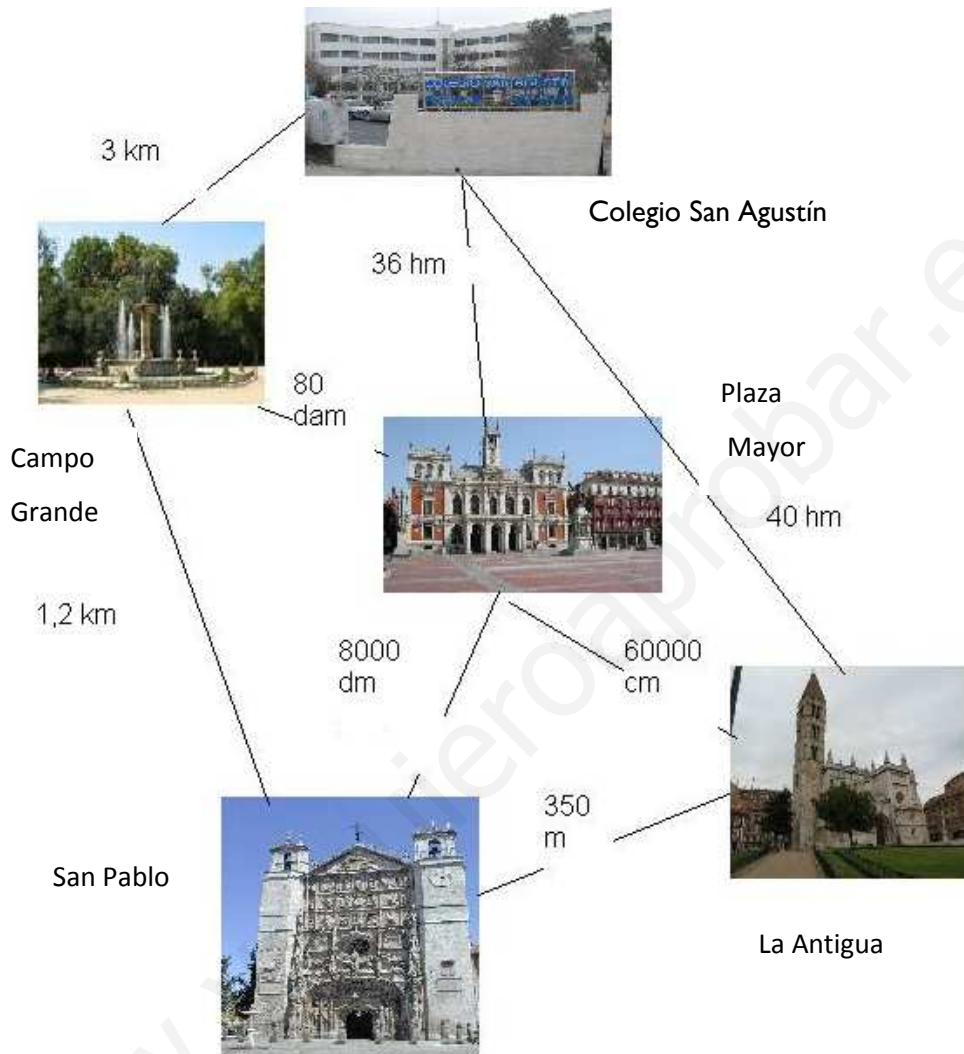 3 km
Colegio San Agustín
36 hm
80
dam
Plaza
Mayor
Campo
Grande
40 hm
1,2 km
8000
dm
60000
cm
350
m
San Pablo
La Antigua